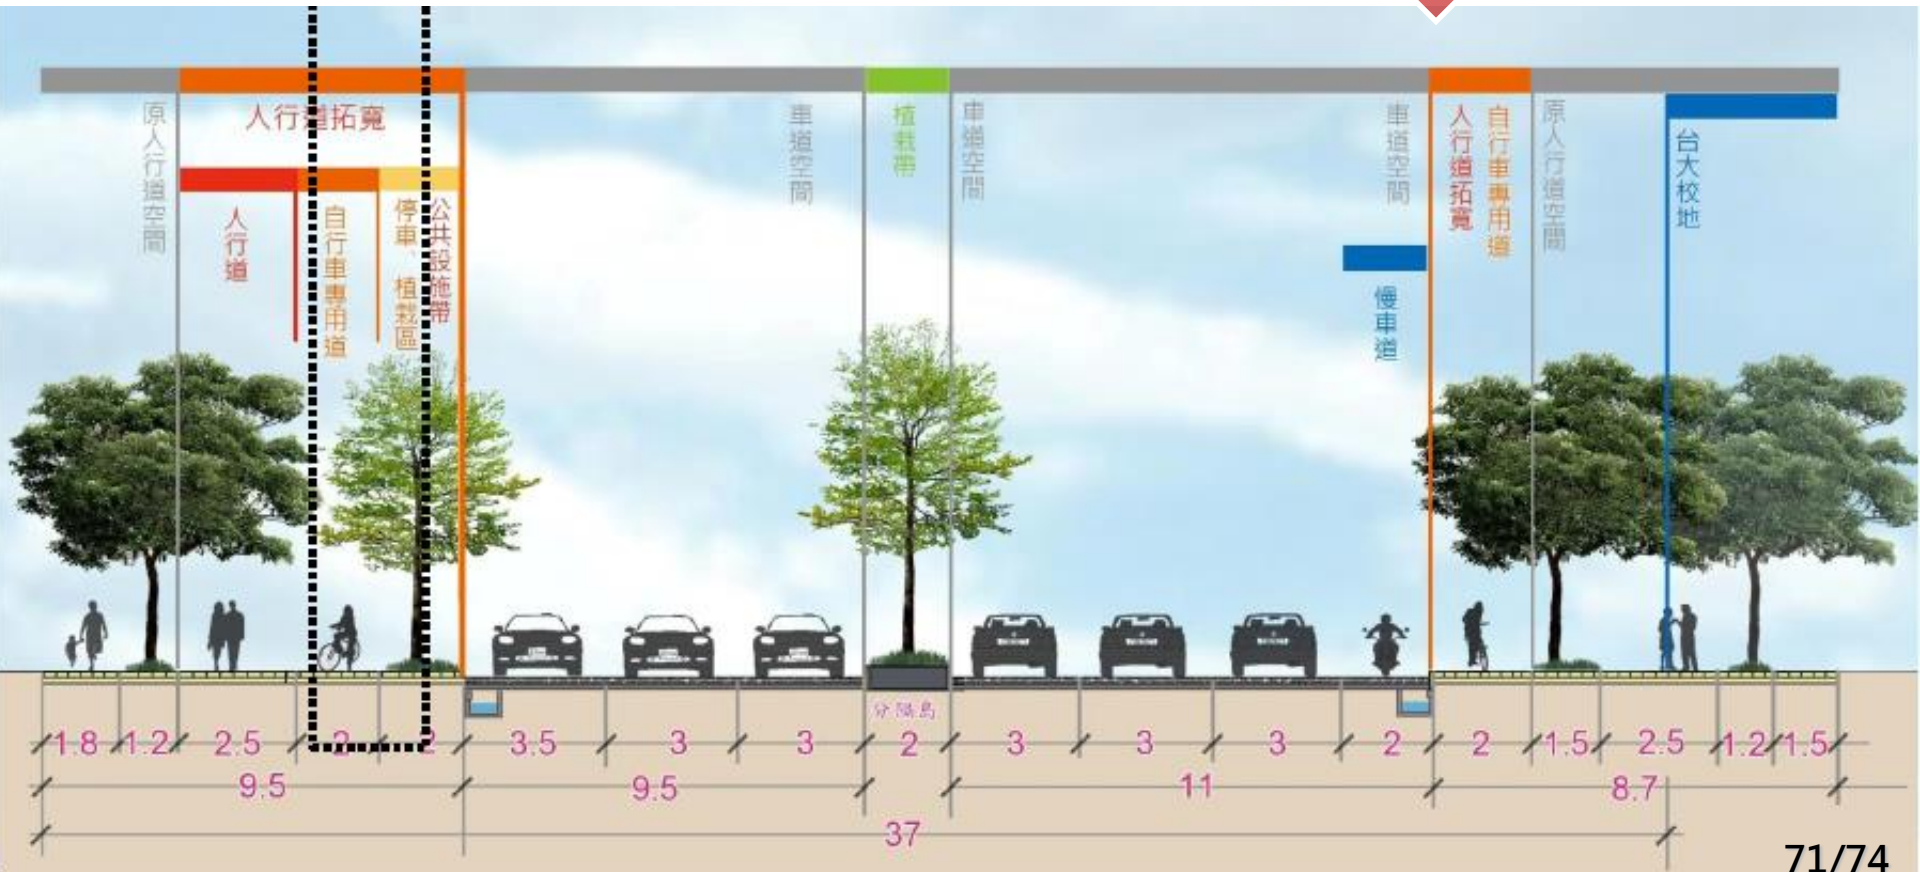 原人行道空間
人行道拓寬
人行道
自行車專用道
停車、植栽區
公共設施帶
車道空間
植栽帶
車道空間
車道空間
慢車道
人行道拓寬
自行車專用道
原人行道空間
台大校地
分隔島
1.8 1.2 2.5 2 2 3.5 3 3 2 3 3 3 2 2 1.5 2.5 1.2 1.5
9.5 9.5 11 8.7
37
71/74